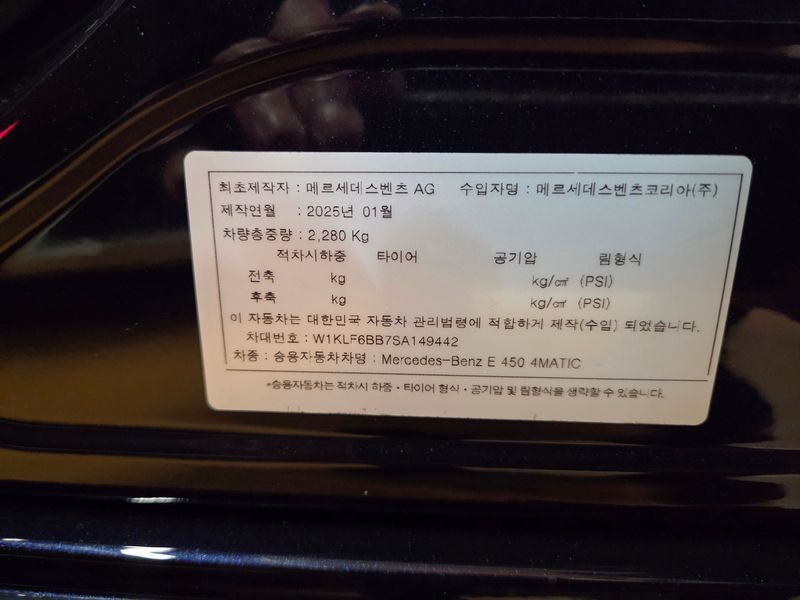 최초제작자 : 메르세데스벤츠 AG 수입자명 : 메르세데스벤츠코리아(주)
제작연월 : 2025년 01월
차량총중량 : 2,280 Kg
적차시하중 타이어 공기압 림형식
전축 kg kg/㎠ (PSI)
후축 kg kg/㎠ (PSI)
이 자동차는 대한민국 자동차 관리법령에 적합하게 제작(수입) 되었습니다.
차대번호 : W1KLF6BB7SA149442
차종 : 승용자동차차명 : Mercedes-Benz E 450 4MATIC
*승용자동차는 적차시 하중・타이어 형식・공기압 및 림형식을 생략할 수 있습니다.